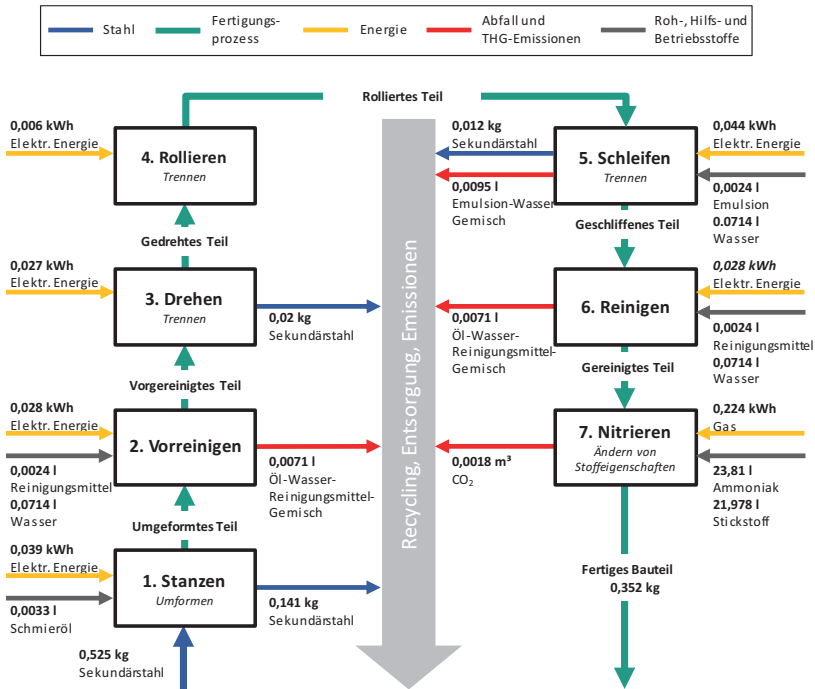 Stahl
Fertigungs-
prozess
Energie
Abfall und
THG-Emissionen
Roh-, Hilfs- und
Betriebsstoffe
Rolliertes Teil
0,006 kWh
Elektr. Energie
4. Rollieren
Trennen
Gedrehtes Teil
0,027 kWh
Elektr. Energie
3. Drehen
Trennen
0,02 kg
Sekundärstahl
Vorgereinigtes Teil
0,028 kWh
Elektr. Energie
0,0024 l
Reinigungsmittel
0,0714 l
Wasser
2. Vorreinigen
0,0071 l
Öl-Wasser-
Reinigungsmittel-
Gemisch
Umgeformtes Teil
0,039 kWh
Elektr. Energie
0,0033 l
Schmieröl
1. Stanzen
Umformen
0,141 kg
Sekundärstahl
0,525 kg
Sekundärstahl
Recycling, Entsorgung, Emissionen
0,012 kg
Sekundärstahl
0,0095 l
Emulsion-Wasser
Gemisch
5. Schleifen
Trennen
0,044 kWh
Elektr. Energie
0,0024 l
Emulsion
0.0714 l
Wasser
Geschliffenes Teil
0,0071 l
Öl-Wasser-
Reinigungsmittel-
Gemisch
6. Reinigen
0,028 kWh
Elektr. Energie
0,0024 l
Reinigungsmittel
0,0714 l
Wasser
Gereinigtes Teil
0,0018 m³
CO₂
7. Nitrieren
Ändern von
Stoffeigenschaften
0,224 kWh
Gas
23,81 l
Ammoniak
21,978 l
Stickstoff
Fertiges Bauteil
0,352 kg